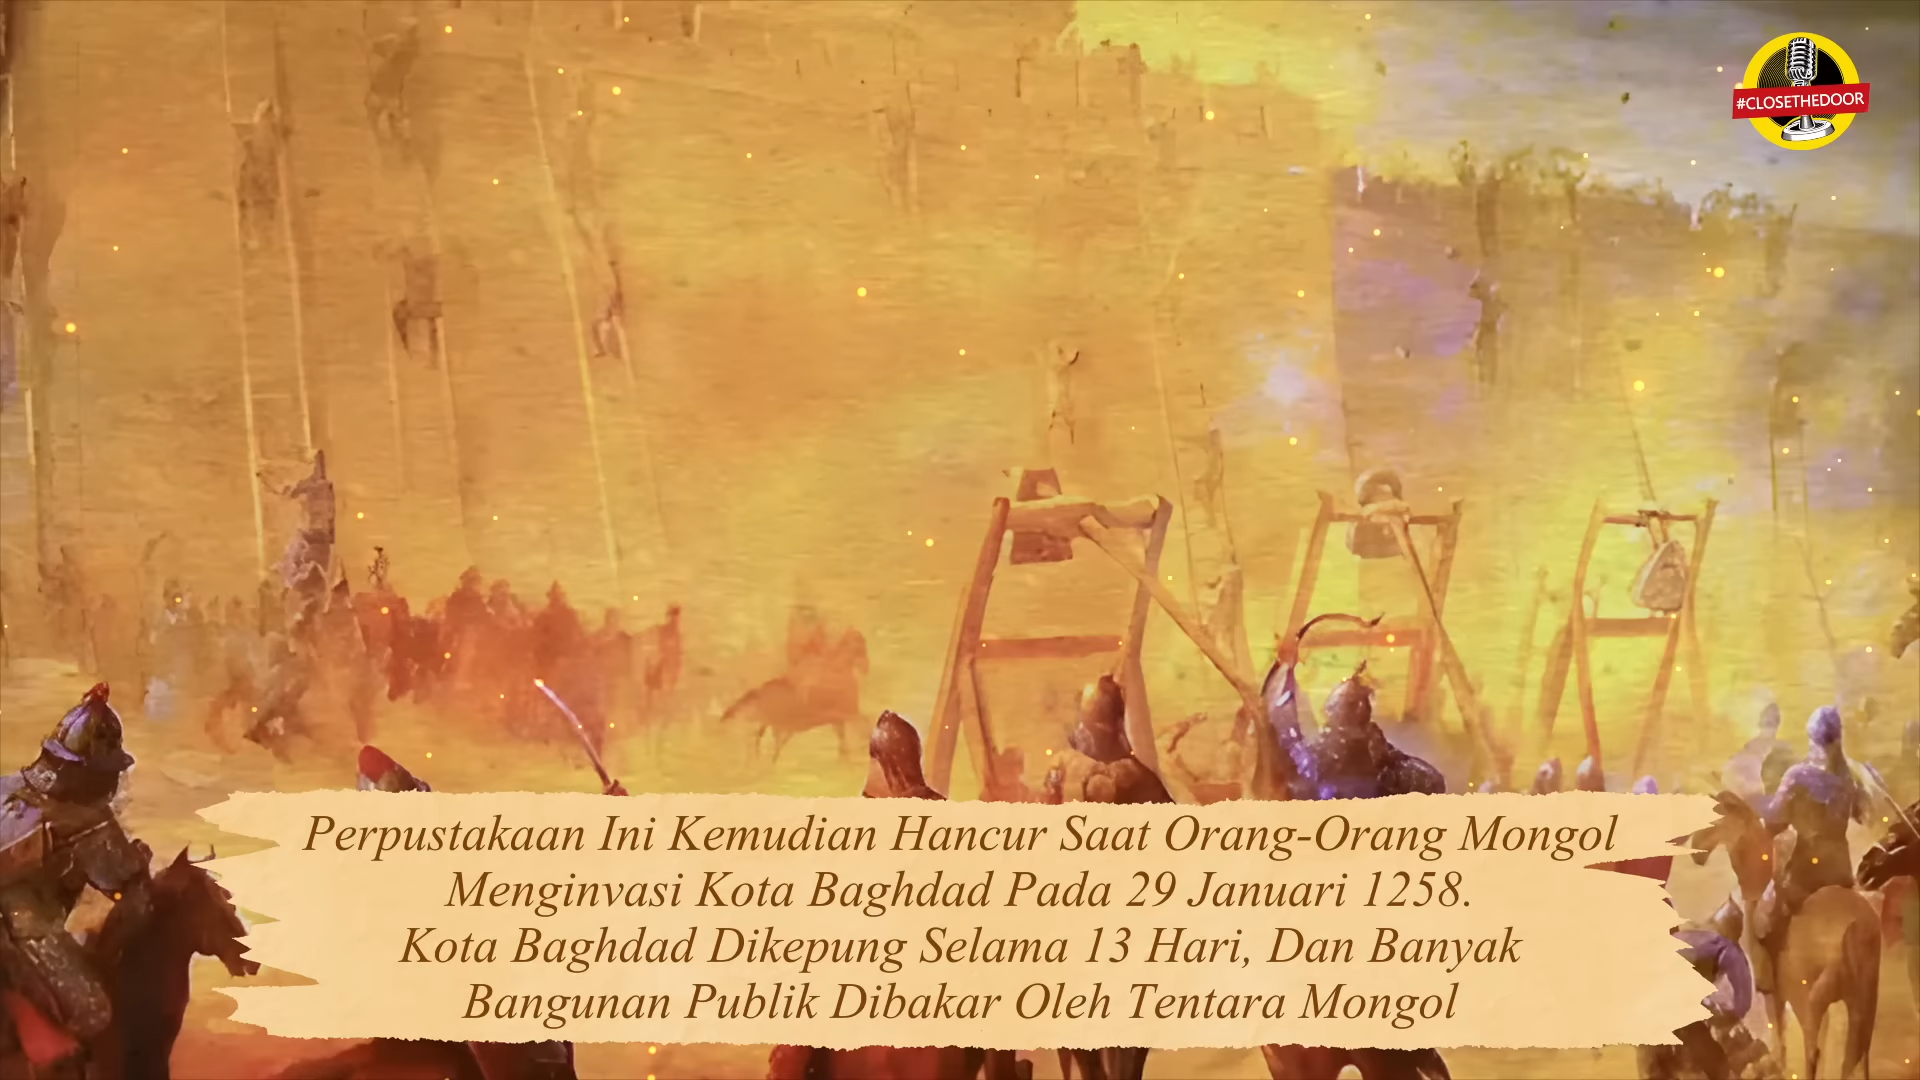 #CLOSETHEDOOR
Perpustakaan Ini Kemudian Hancur Saat Orang-Orang Mongol
Menginvasi Kota Baghdad Pada 29 Januari 1258.
Kota Baghdad Dikepung Selama 13 Hari, Dan Banyak
Bangunan Publik Dibakar Oleh Tentara Mongol